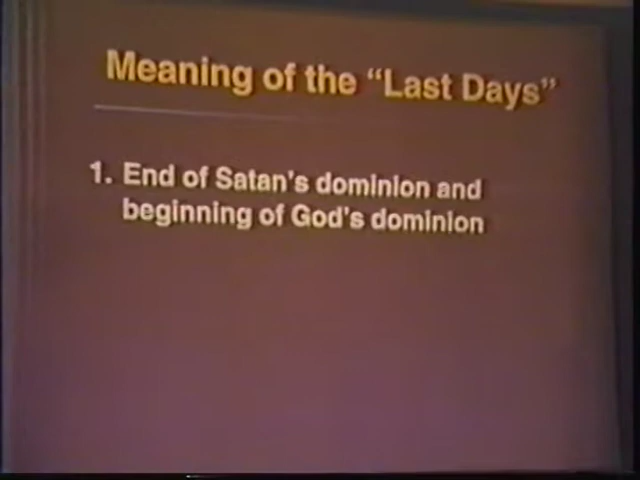 Meaning of the “Last Days”
1. End of Satan's dominion and
beginning of God's dominion